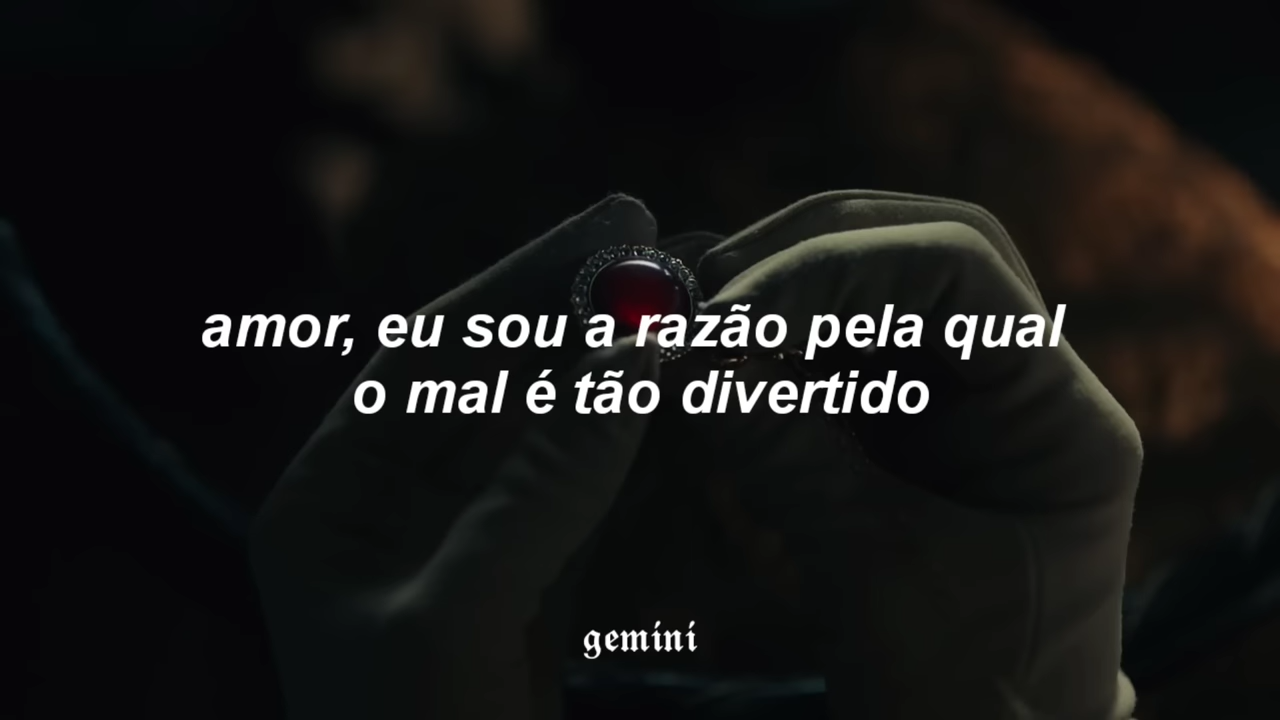 amor, eu sou a razão pela qual
o mal é tão divertido
gemini